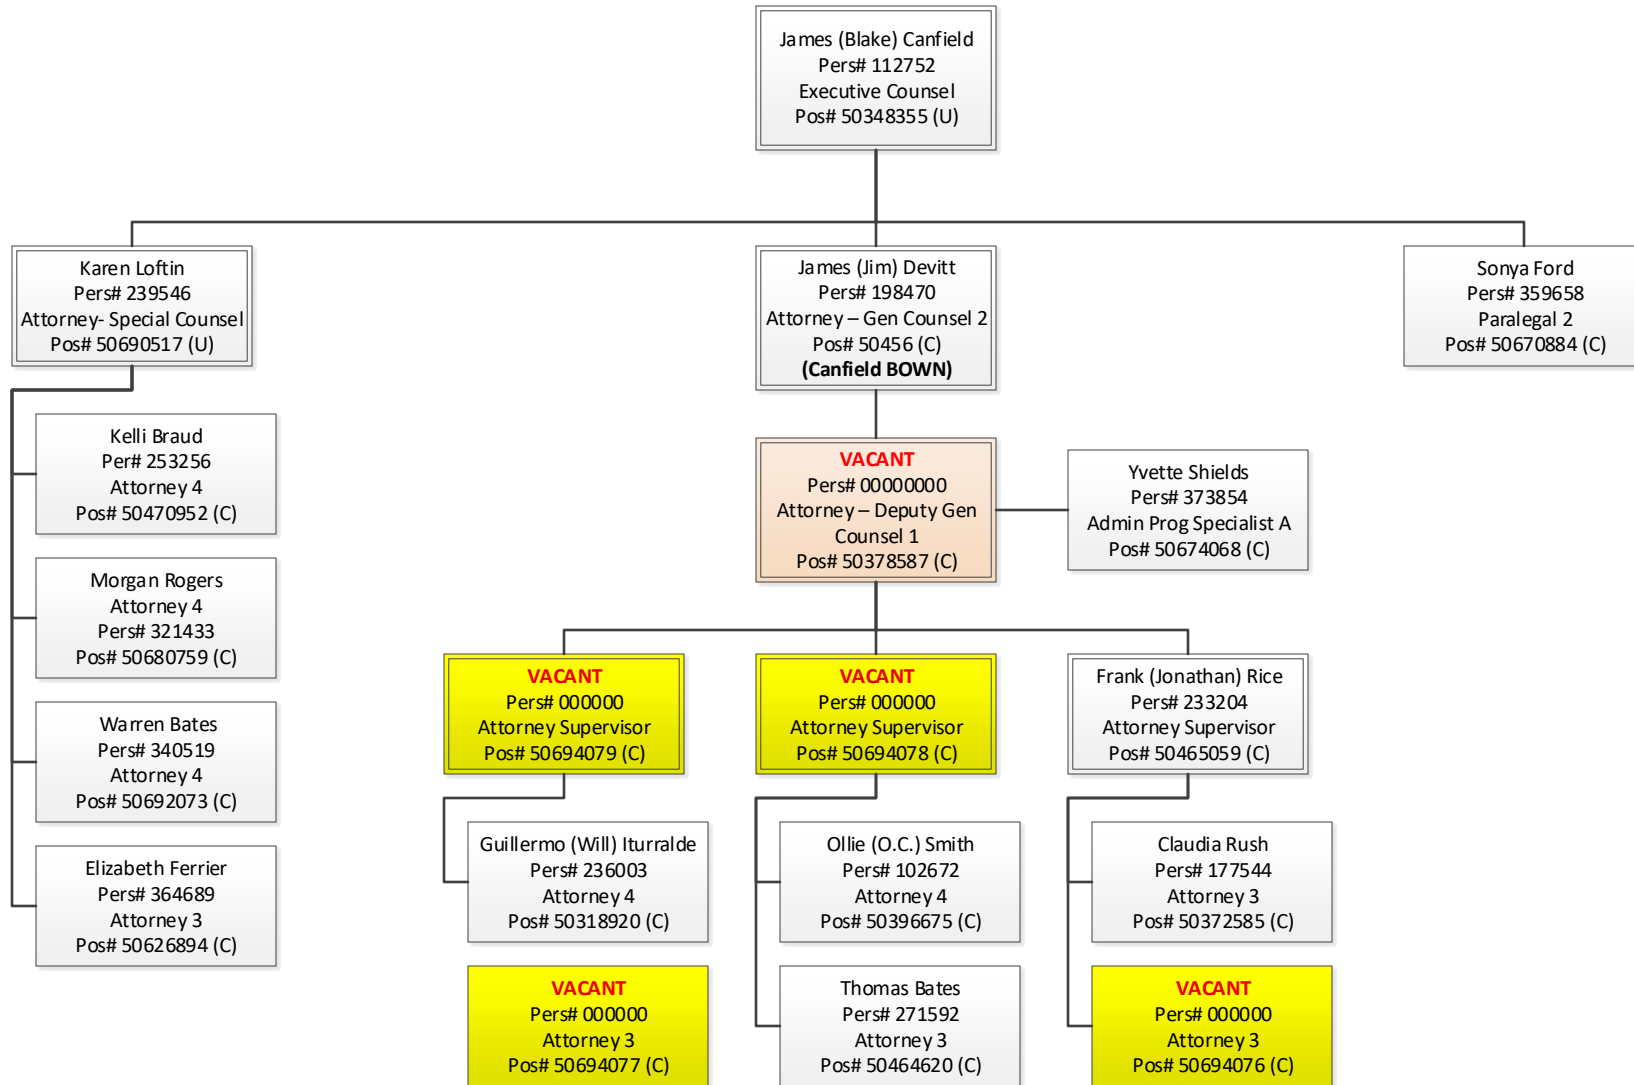 James (Blake) Canfield
Pers# 112752
Executive Counsel
Pos# 50348355 (U)
Karen Loftin
Pers# 239546
Attorney- Special Counsel
Pos# 50690517 (U)
James (Jim) Devitt
Pers# 198470
Attorney – Gen Counsel 2
Pos# 50456 (C)
(Canfield BOWN)
Sonya Ford
Pers# 359658
Paralegal 2
Pos# 50670884 (C)
Kelli Braud
Per# 253256
Attorney 4
Pos# 50470952 (C)
Morgan Rogers
Attorney 4
Pers# 321433
Pos# 50680759 (C)
Warren Bates
Pers# 340519
Attorney 4
Pos# 50692073 (C)
Elizabeth Ferrier
Pers# 364689
Attorney 3
Pos# 50626894 (C)
VACANT
Pers# 00000000
Attorney – Deputy Gen
Counsel 1
Pos# 50378587 (C)
Yvette Shields
Pers# 373854
Admin Prog Specialist A
Pos# 50674068 (C)
VACANT
Pers# 000000
Attorney Supervisor
Pos# 50694079 (C)
VACANT
Pers# 000000
Attorney Supervisor
Pos# 50694078 (C)
Frank (Jonathan) Rice
Pers# 233204
Attorney Supervisor
Pos# 50465059 (C)
Guillermo (Will) Iturralde
Pers# 236003
Attorney 4
Pos# 50318920 (C)
VACANT
Pers# 000000
Attorney 3
Pos# 50694077 (C)
Ollie (O.C.) Smith
Pers# 102672
Attorney 4
Pos# 50396675 (C)
Thomas Bates
Pers# 271592
Attorney 3
Pos# 50464620 (C)
Claudia Rush
Pers# 177544
Attorney 3
Pos# 50372585 (C)
VACANT
Pers# 000000
Attorney 3
Pos# 50694076 (C)